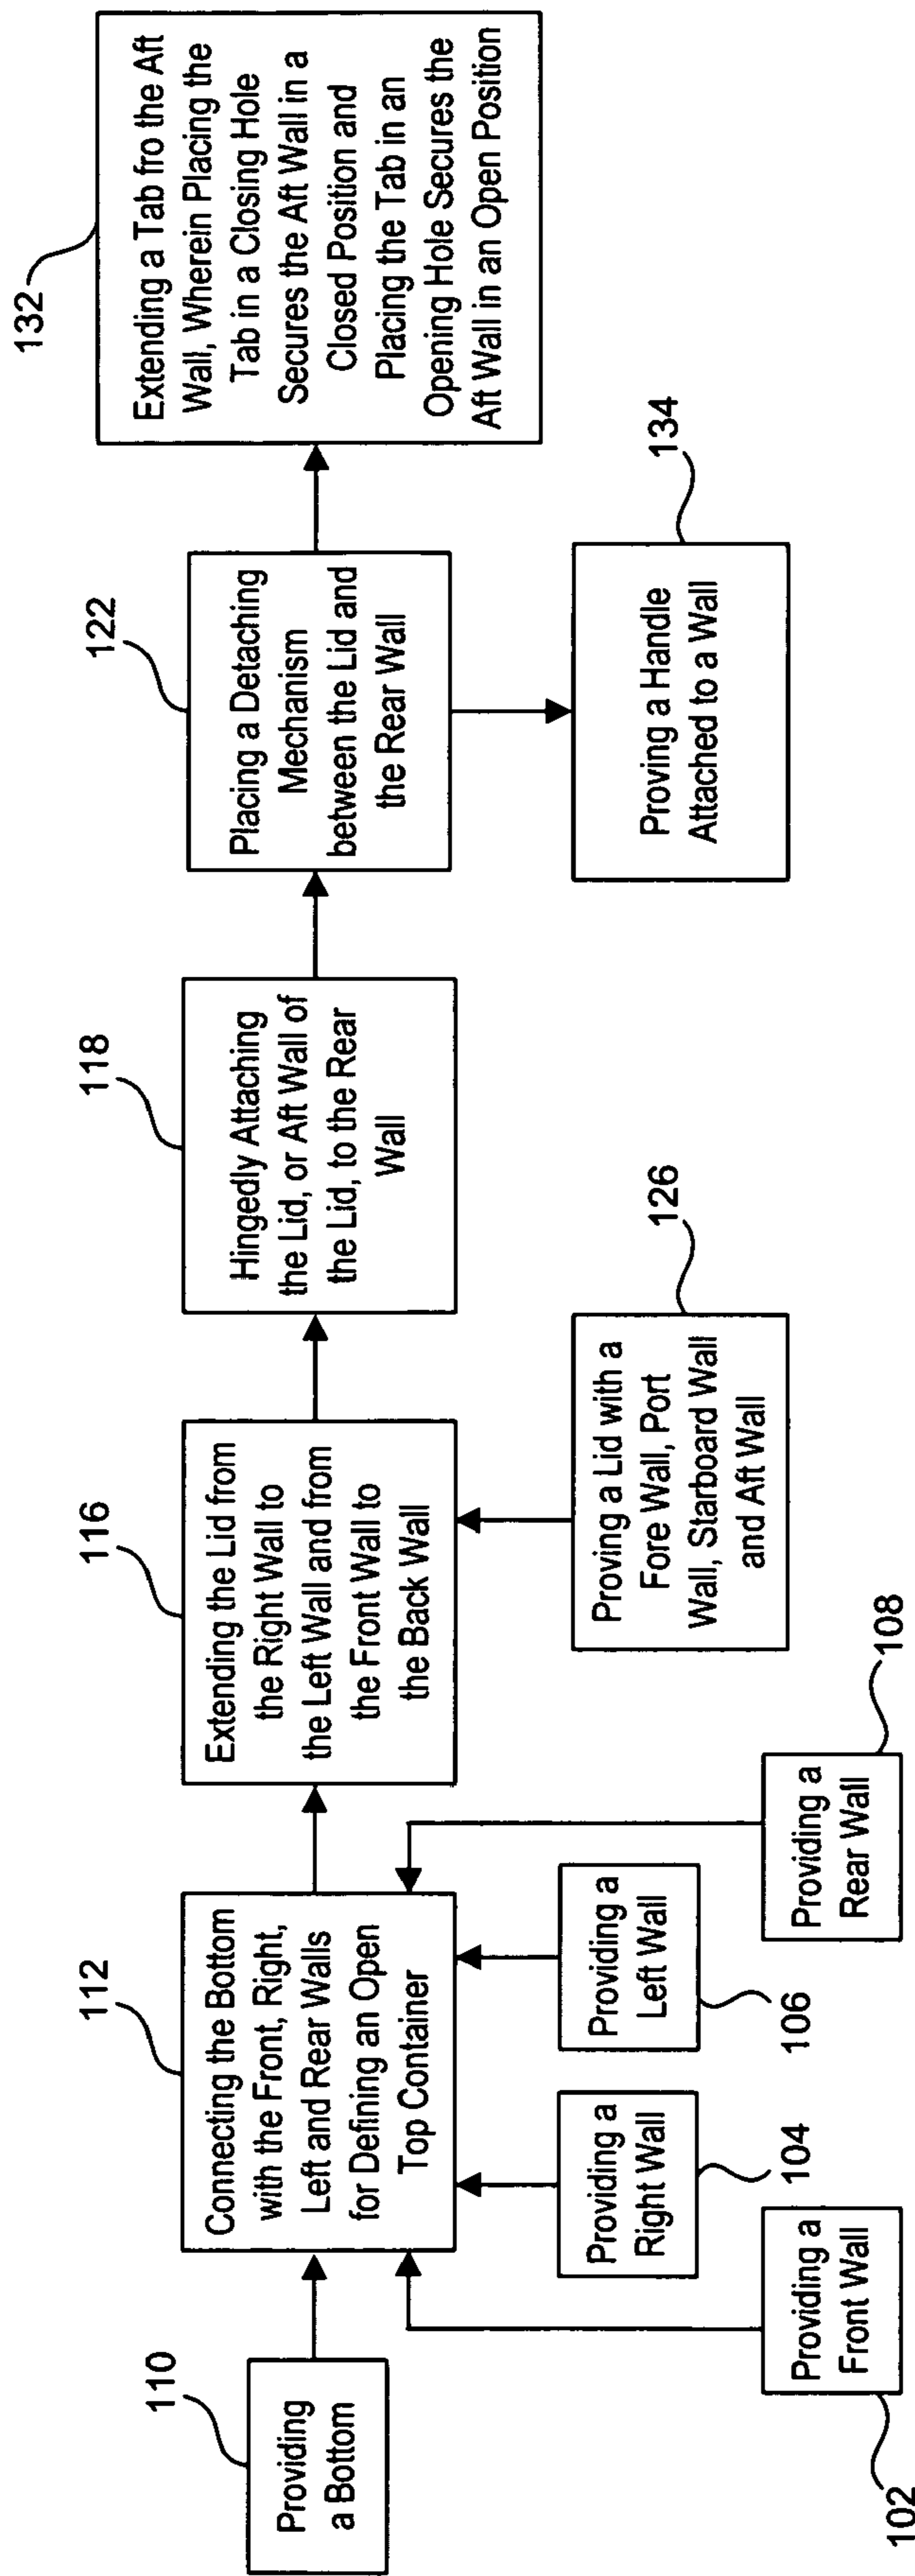 110
Providing
a Bottom
112
Connecting the Bottom
with the Front, Right,
Left and Rear Walls
for Defining an Open
Top Container
Providing a
Front Wall
102
Providing a
Right Wall
104
Providing a
Left Wall
106
Providing a
Rear Wall
108
116
Extending the Lid from
the Right Wall to
the Left Wall and from
the Front Wall to
the Back Wall
Proving a Lid with a
Fore Wall, Port
Wall, Starboard Wall
and Aft Wall
126
118
Hingedly Attaching
the Lid, or Aft Wall of
the Lid, to the Rear
Wall
122
Placing a Detaching
Mechanism
between the Lid and
the Rear Wall
Proving a Handle
Attached to a Wall
134
132
Extending a Tab fro the Aft
Wall, Wherein Placing the
Tab in a Closing Hole
Secures the Aft Wall in a
Closed Position and
Placing the Tab in an
Opening Hole Secures the
Aft Wall in an Open Position